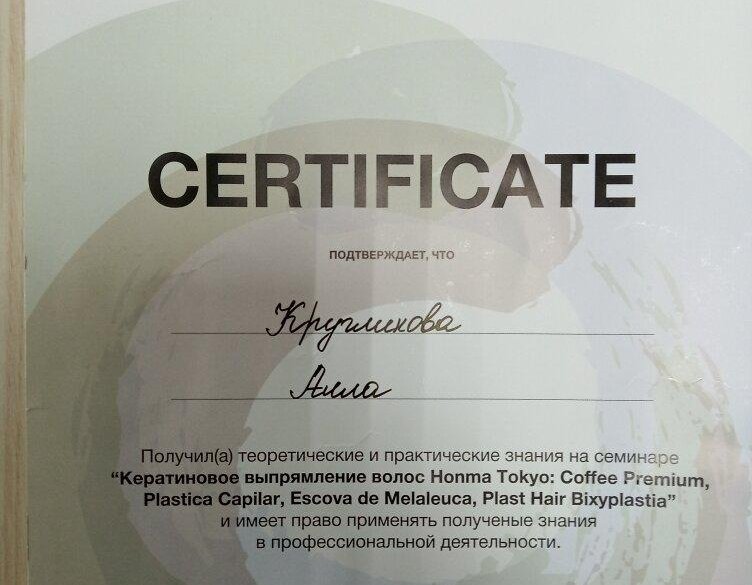 CERTIFICATE
ПОДТВЕРЖДАЕТ, ЧТО
Кругликова
Алла
Получил(а) теоретические и практические знания на семинаре
“Кератиновое выпрямление волос Honma Tokyo: Coffee Premium,
Plastica Capilar, Escova de Melaleuca, Plast Hair Bixyplastia”
и имеет право применять полученые знания
в профессиональной деятельности.